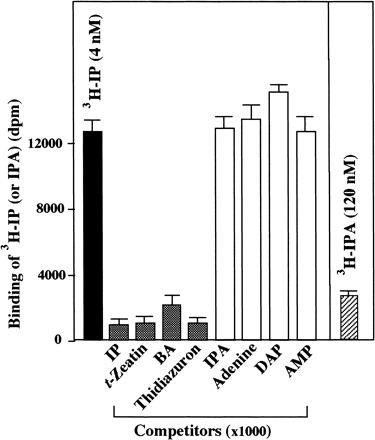 Binding of ³H-IP (or IPA) (dpm)
12000
8000
4000
0
³H-IP (4 nM)
³H-IPA (120 nM)
IP
t-Zeatin
BA
Thidiazuron
IPA
Adenine
DAP
AMP
Competitors (x1000)